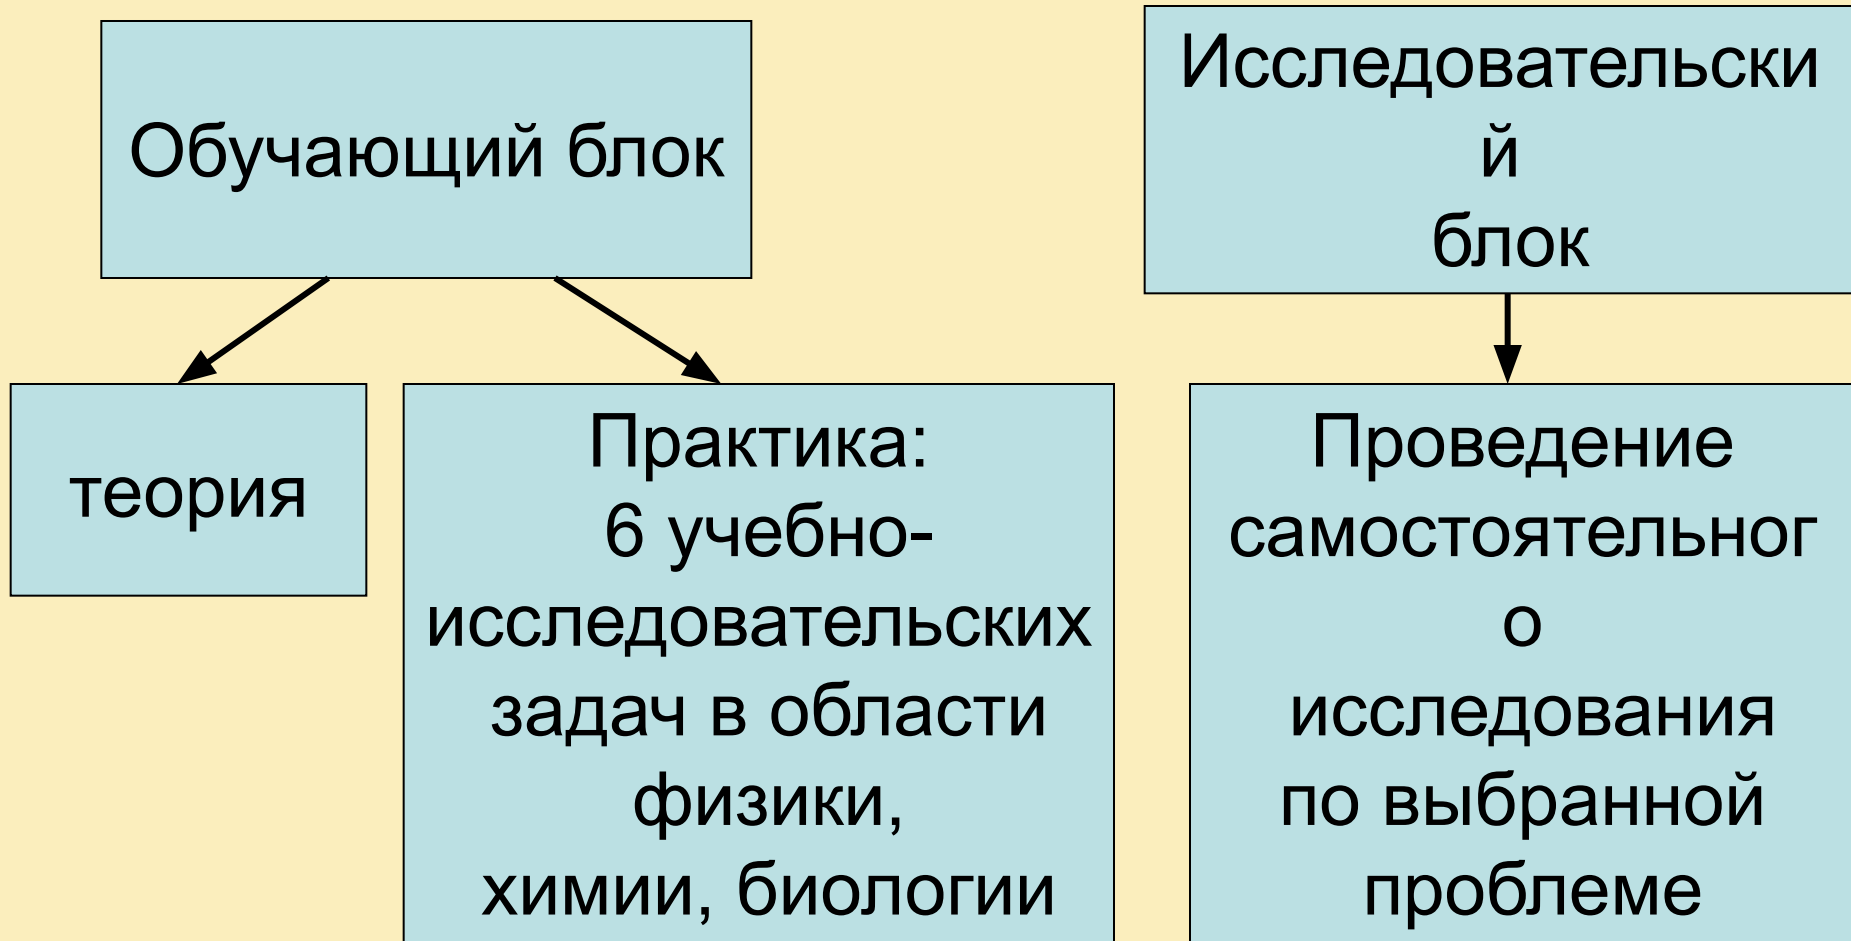 Обучающий блок
Исследовательски
й
блок
теория
Практика:
6 учебно-
исследовательских
задач в области
физики,
химии, биологии
Проведение
самостоятельног
о
исследования
по выбранной
проблеме